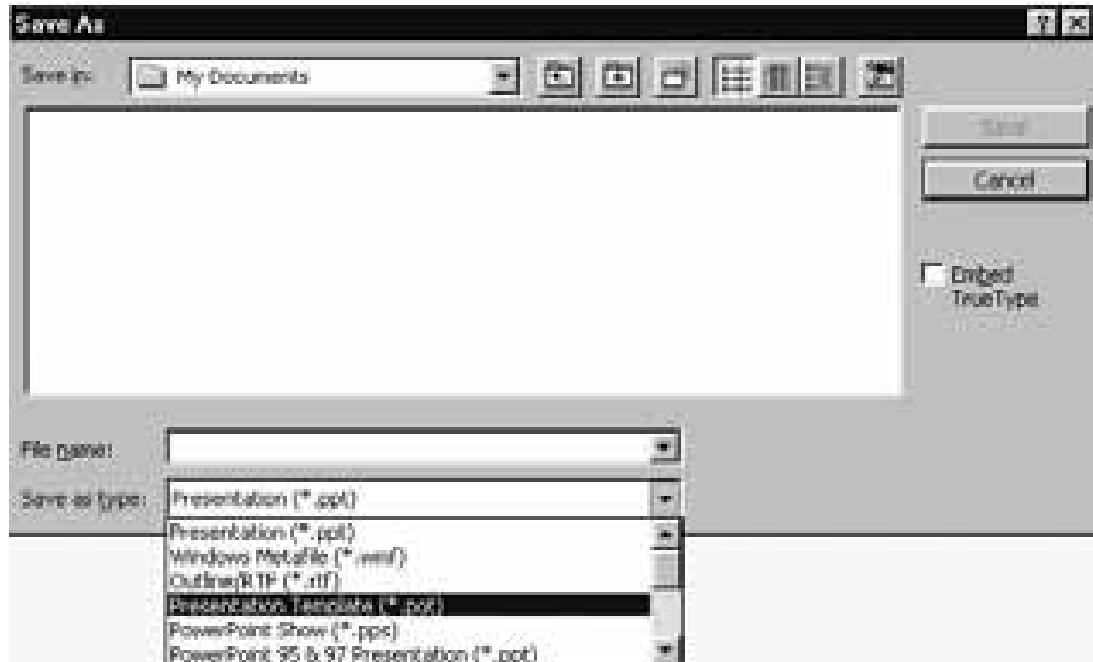 Save As
Save in: My Documents
Save
Cancel
Embed
TrueType
File name:
Save as type: Presentation (*.ppt)
Presentation (*.ppt)
Windows Metafile (*.wmf)
Outline/RTF (*.rtf)
Presentation Template (*.pot)
PowerPoint Show (*.pps)
PowerPoint 95 & 97 Presentation (*.ppt)